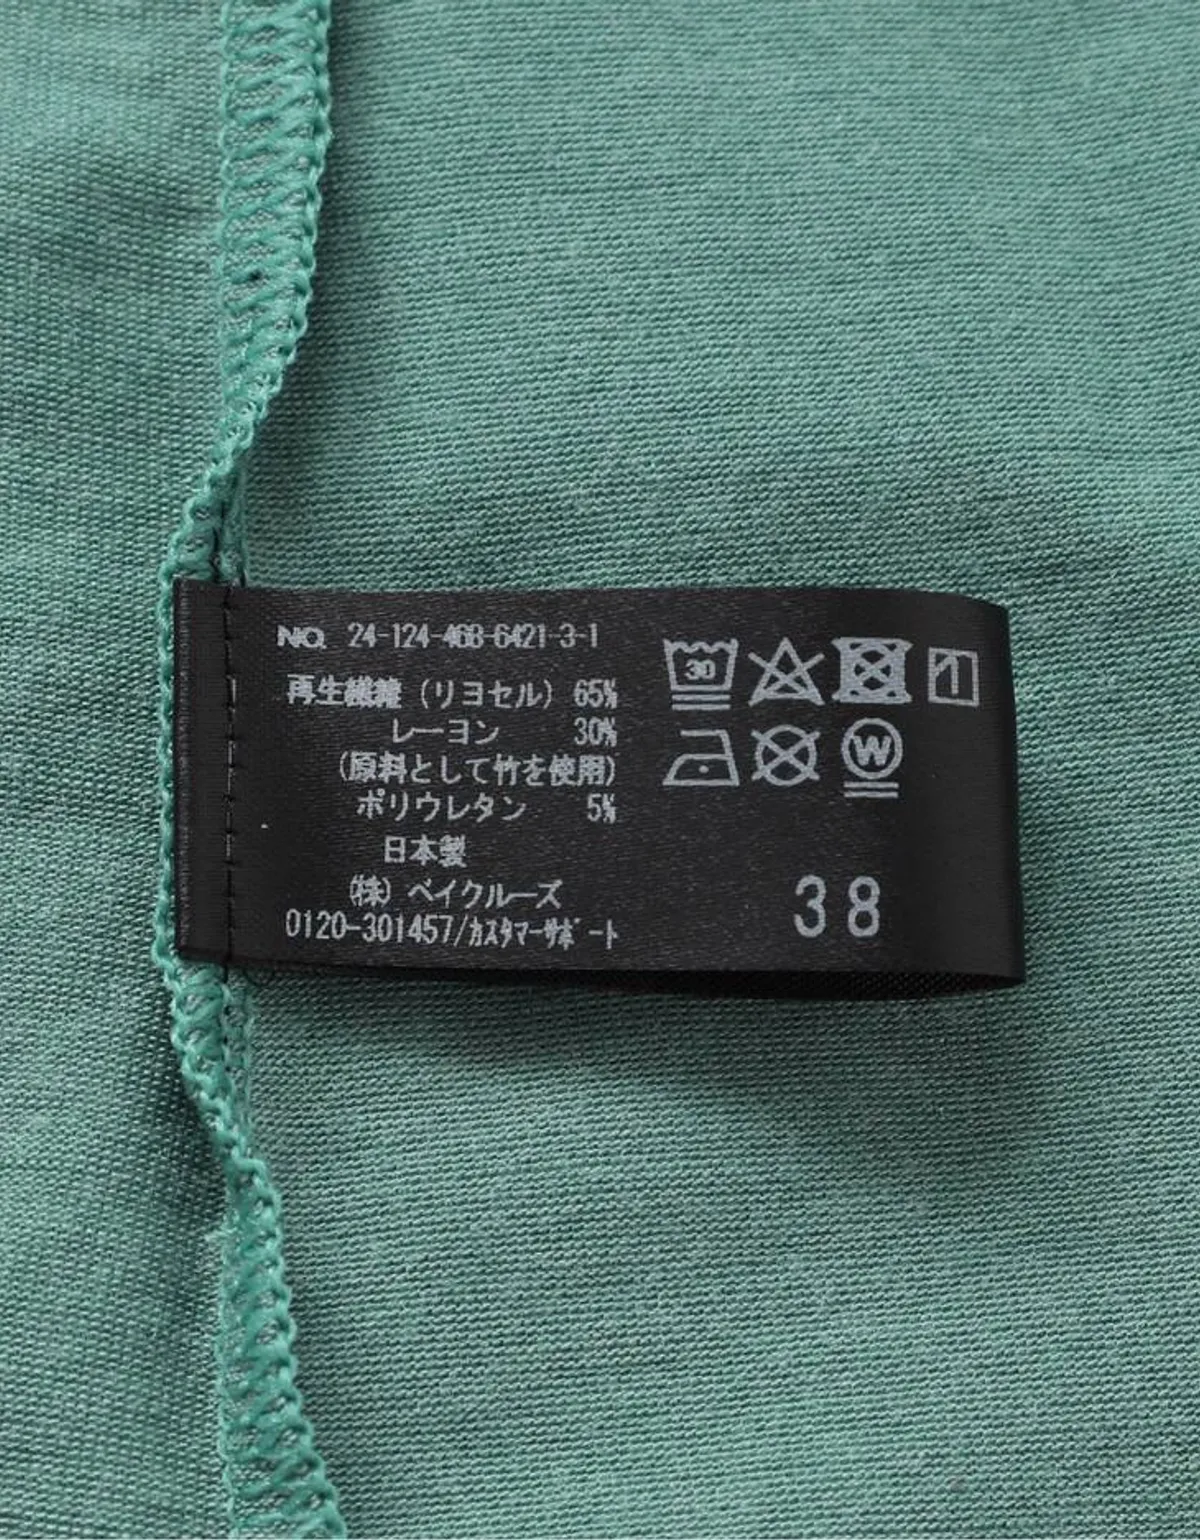 NO. 24-124-468-6421-3-1
再生繊維 (リヨセル) 65%
レーヨン 30%
(原料として竹を使用)
ポリウレタン 5%
日本製
(株) ベイクルーズ
0120-301457/カスタマーサポート
30
W
38